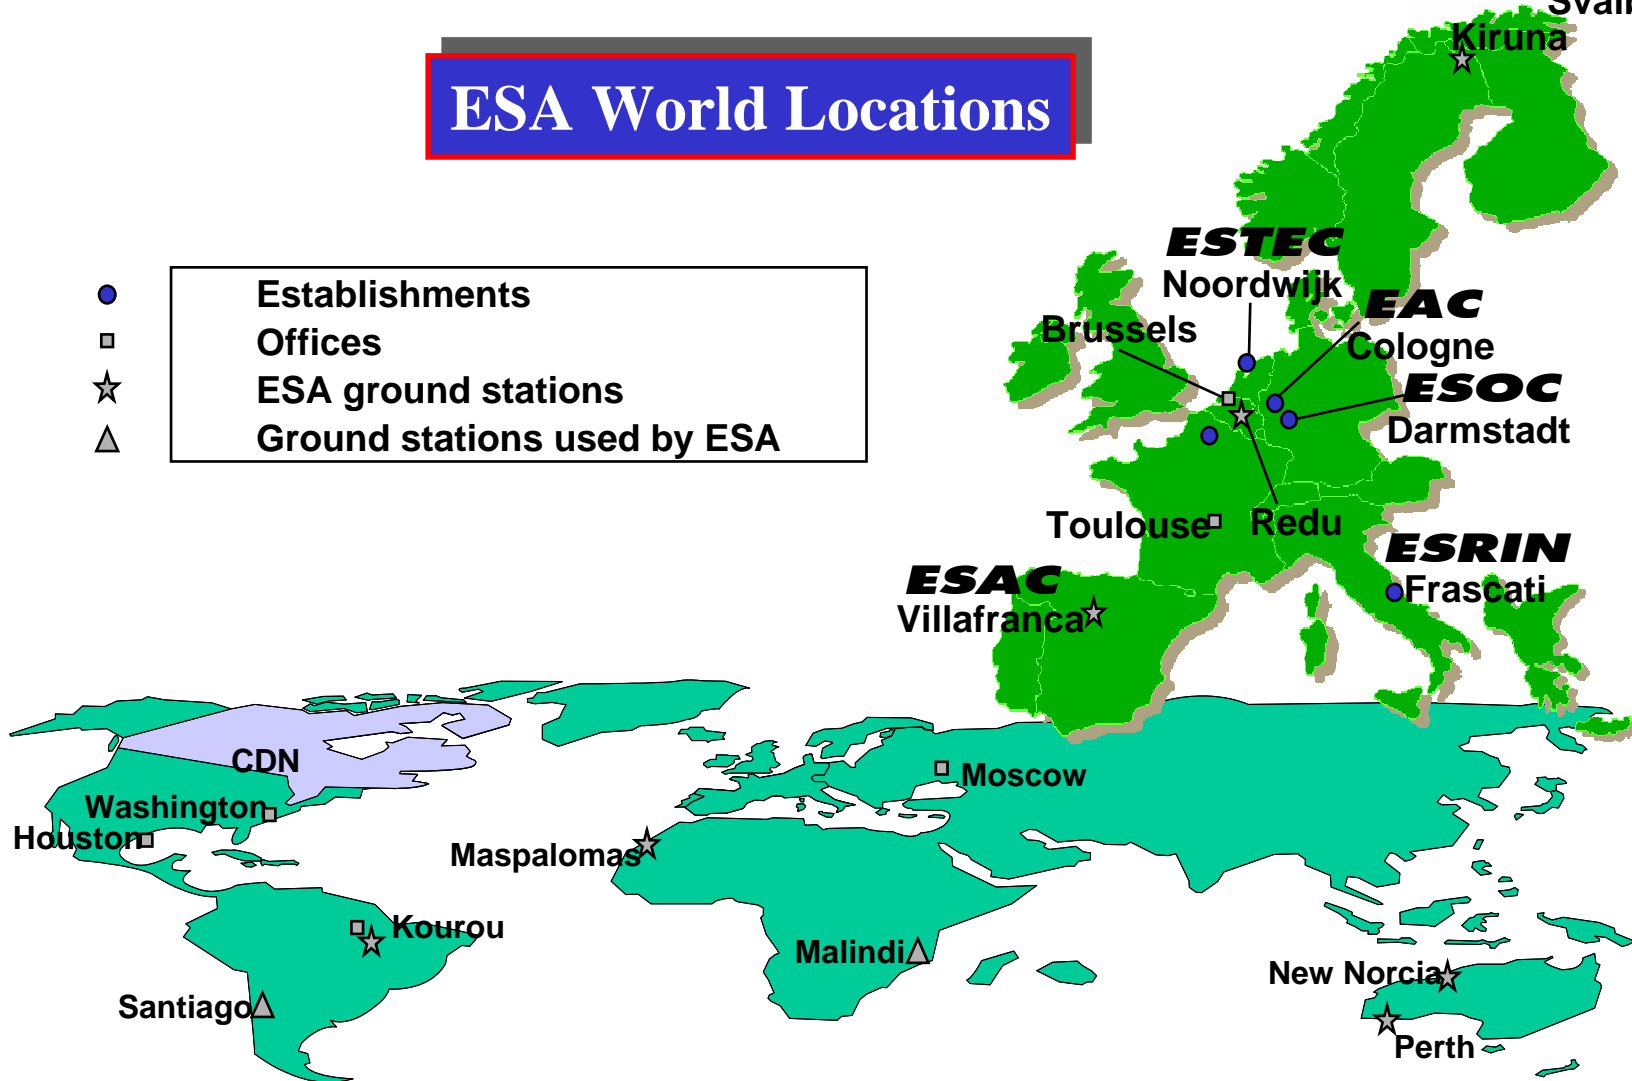 Kiruna
ESA World Locations
ESTEC
Noordwijk
Establishments
Offices
ESA ground stations
Ground stations used by ESA
Brussels
EAC
Cologne
ESOC
Darmstadt
Toulouse
Redu
ESRIN
Frascati
ESAC
Villafranca
CDN
Moscow
Washington
Houston
Maspalomas
Kourou
Malindi
New Norcia
Santiago
Perth